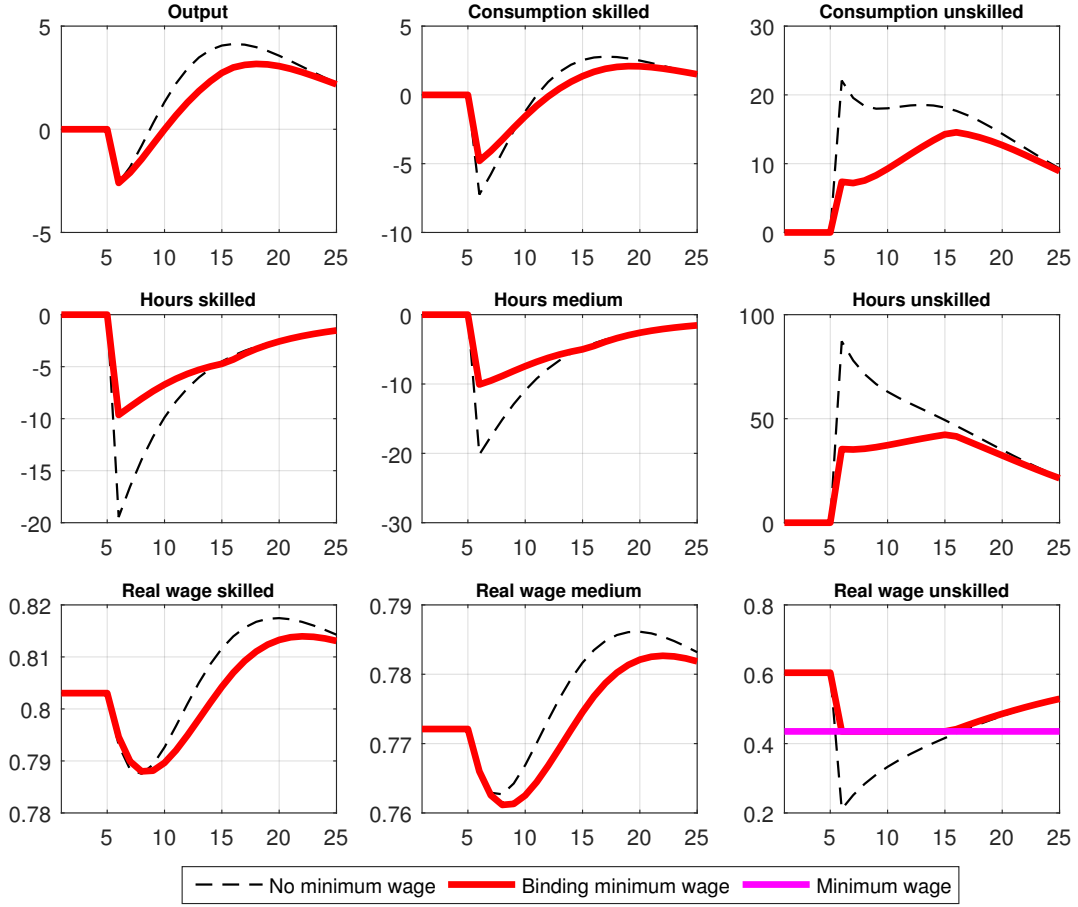 Output
5
0
-5
5 10 15 20 25
Consumption skilled
5
0
-5
-10
5 10 15 20 25
Consumption unskilled
30
20
10
0
5 10 15 20 25
Hours skilled
0
-5
-10
-15
-20
5 10 15 20 25
Hours medium
0
-10
-20
-30
5 10 15 20 25
Hours unskilled
100
50
0
5 10 15 20 25
Real wage skilled
0.82
0.81
0.8
0.79
0.78
5 10 15 20 25
Real wage medium
0.79
0.78
0.77
0.76
5 10 15 20 25
Real wage unskilled
0.8
0.6
0.4
0.2
5 10 15 20 25
No minimum wage Binding minimum wage Minimum wage